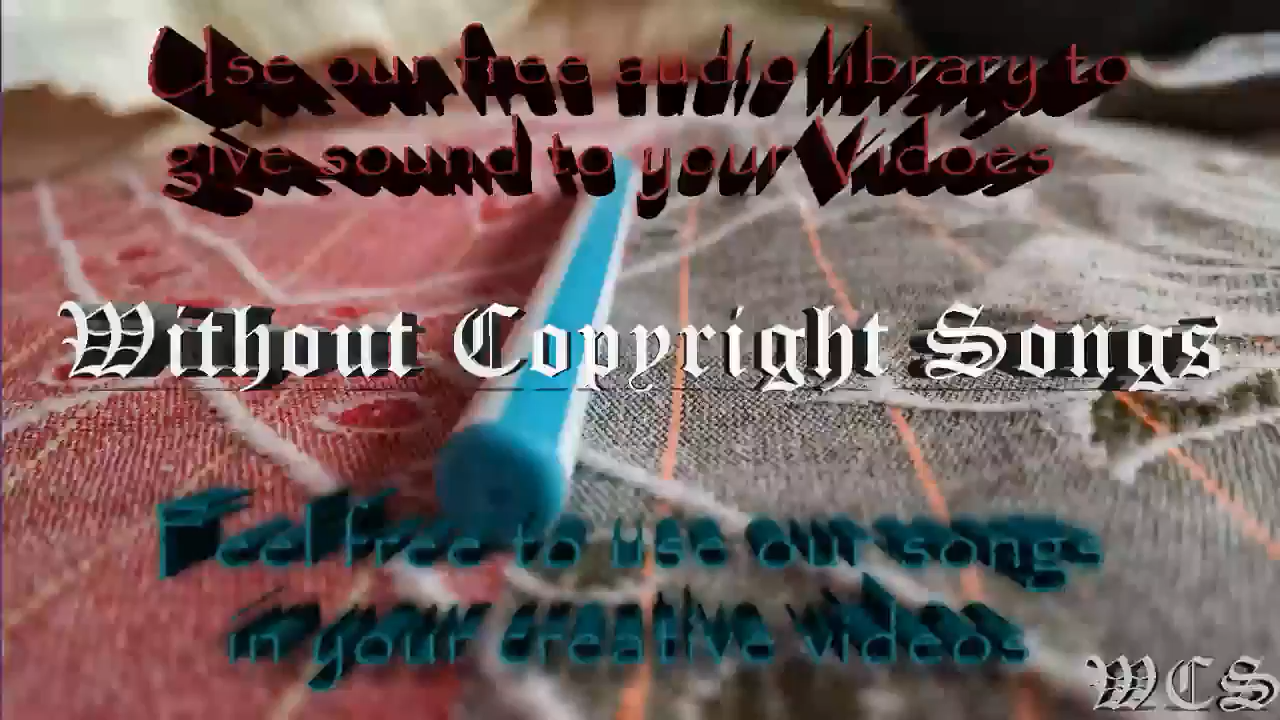 Use our free audio library to
give sound to your Vidoes
Without Copyright Songs
Feel free to use our songs
in your creative videos
WCS